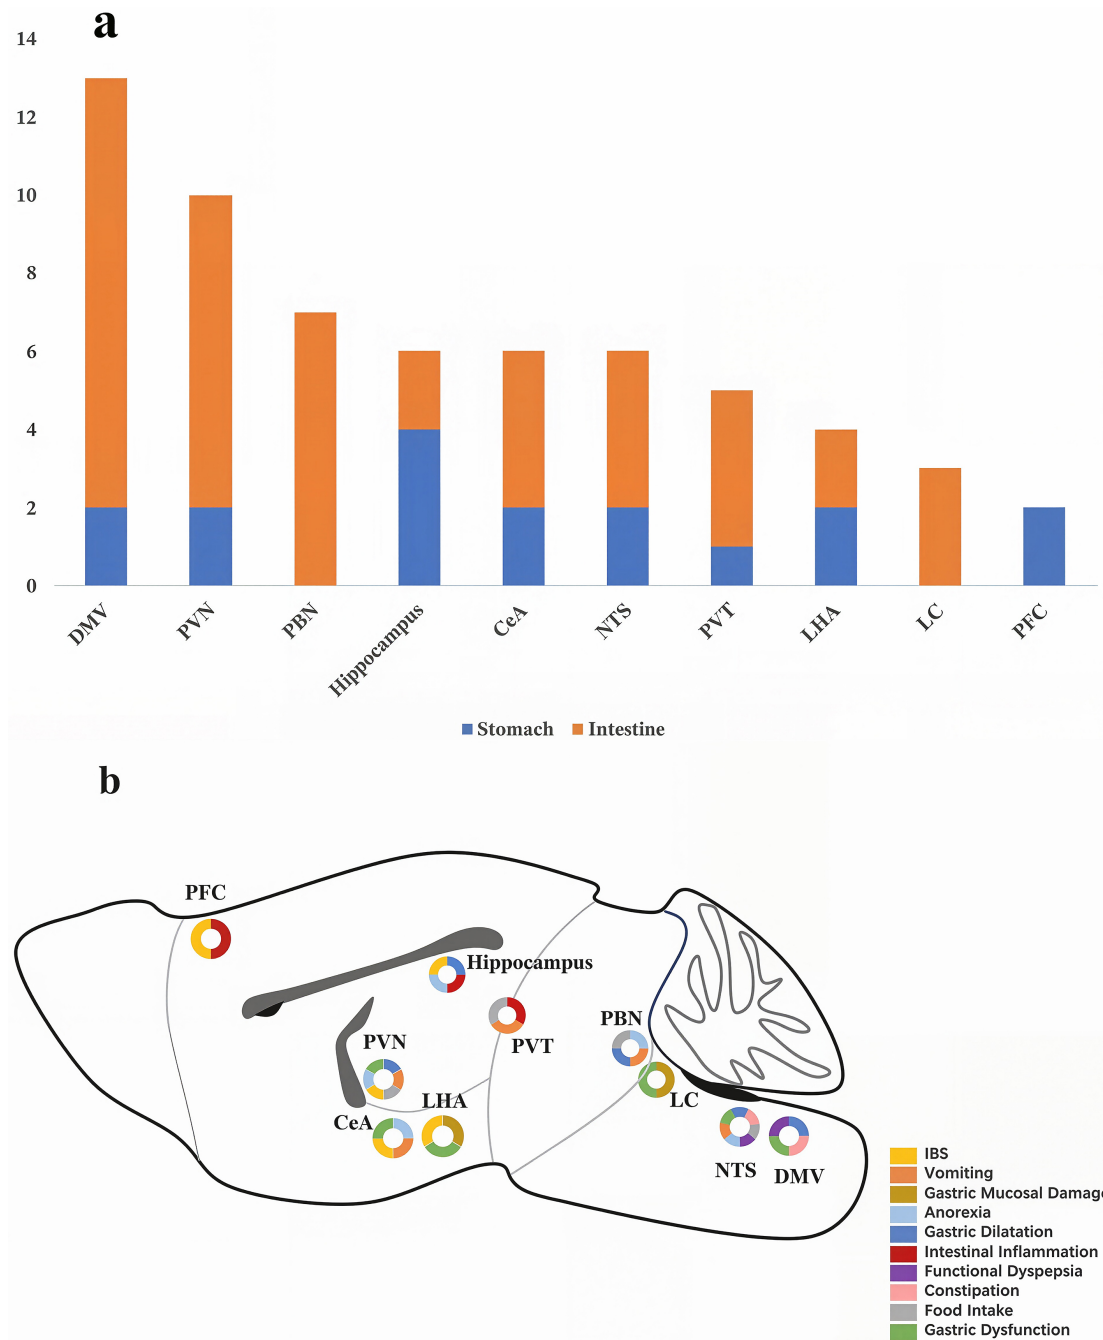 a
14
12
10
8
6
4
2
0
DMV
PVN
PBN
Hippocampus
CeA
NTS
PVT
LHA
LC
PFC
Stomach Intestine
b
PFC
Hippocampus
PBN
PVN
PVT
LHA
LC
CeA
NTS
DMV
IBS
Vomiting
Gastric Mucosal Damage
Anorexia
Gastric Dilatation
Intestinal Inflammation
Functional Dyspepsia
Constipation
Food Intake
Gastric Dysfunction